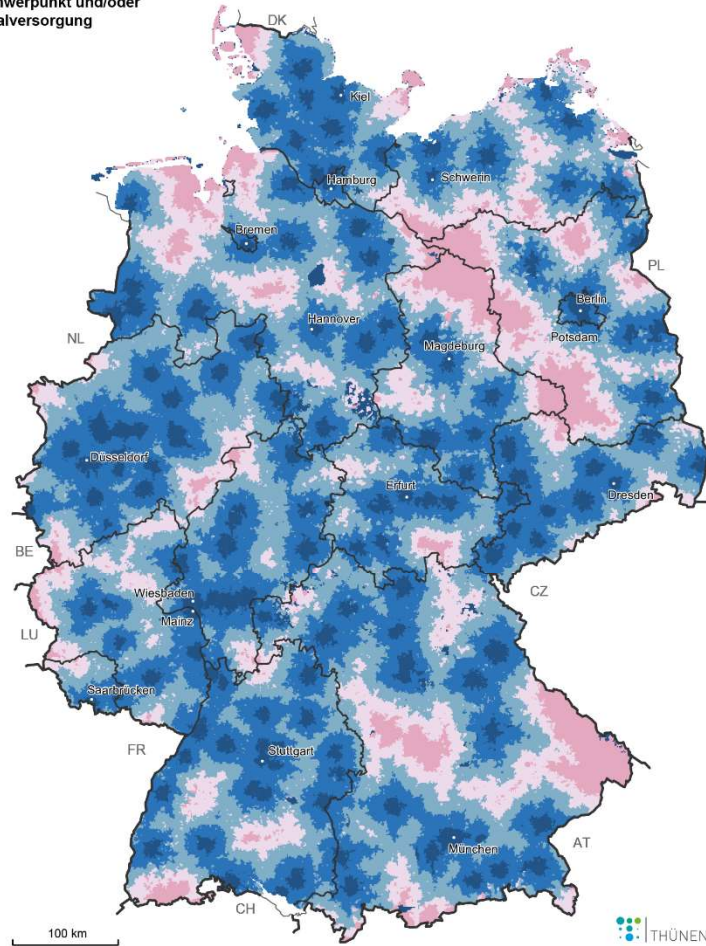 alversorgung
DK
Kiel
Hamburg
Schwerin
Bremen
PL
Berlin
Hannover
NL
Potsdam
Magdeburg
Düsseldorf
Erfurt
Dresden
BE
Wiesbaden
CZ
Mainz
LU
Saarbrücken
FR
Stuttgart
AT
München
CH
100 km
THÜNEN